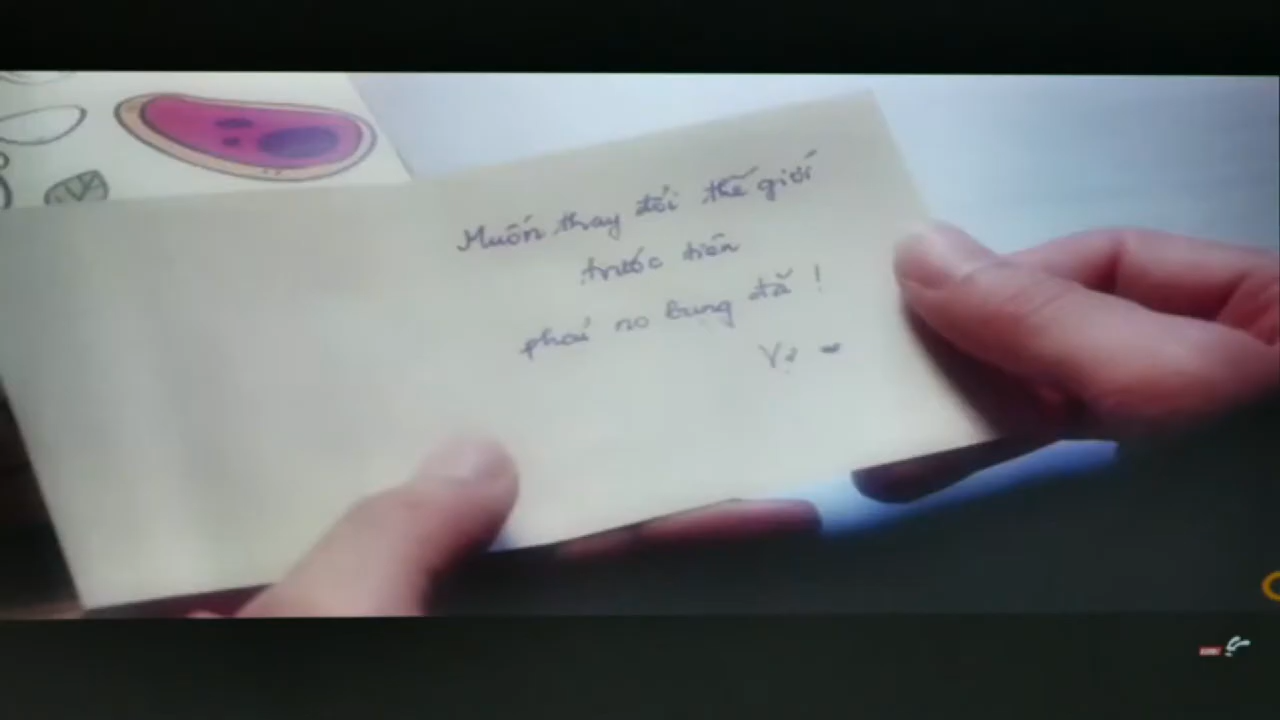 Muốn thay đổi thế giới
trước tiên
phải no bụng đã !
Vợ